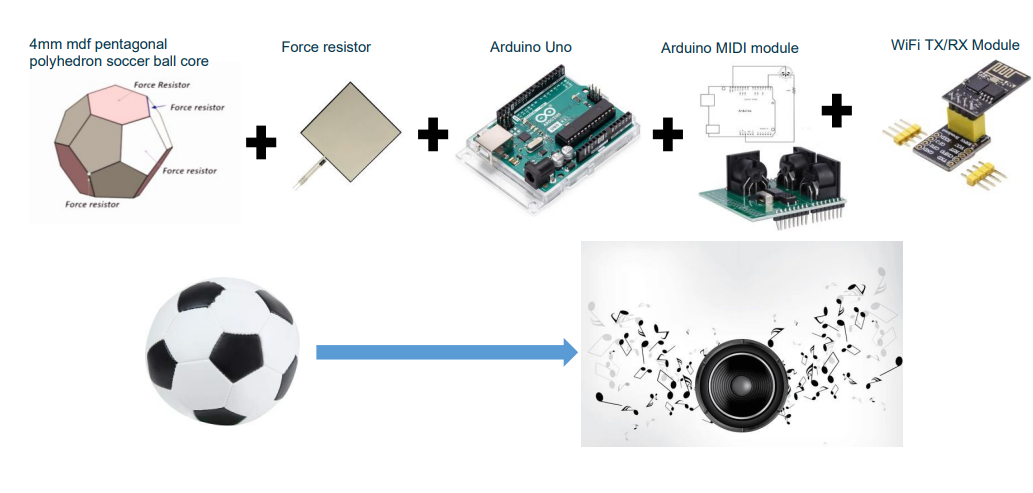 4mm mdf pentagonal
polyhedron soccer ball core
Force resistor
Arduino Uno
Arduino MIDI module
WiFi TX/RX Module
Force Resistor
Force resistor
Force resistor
Force resistor
Arduino